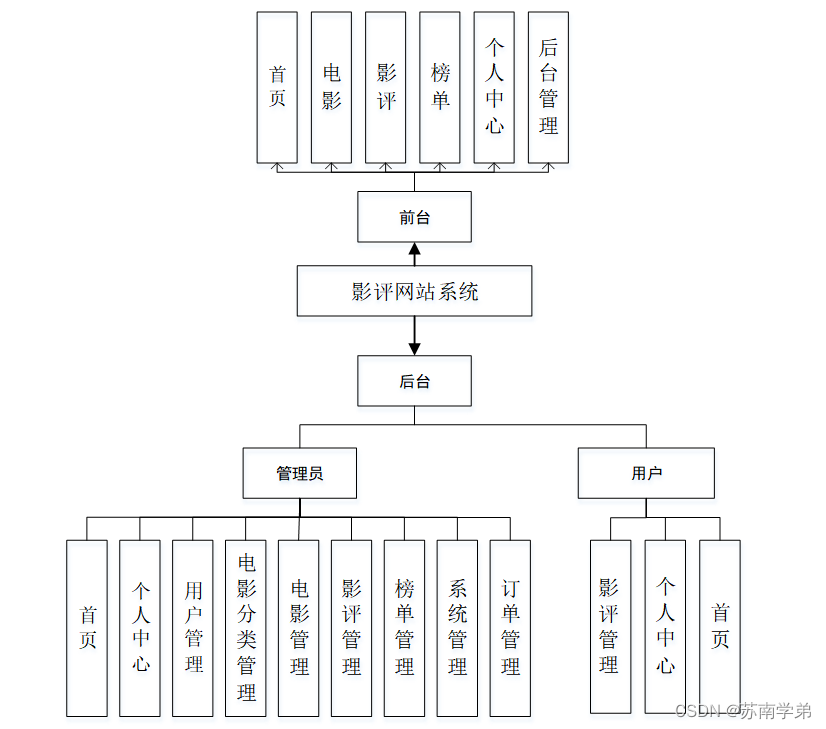 首页
电影
影评
榜单
个人中心
后台管理
前台
影评网站系统
后台
管理员
用户
首页
个人中心
用户管理
电影分类管理
电影管理
影评管理
榜单管理
系统管理
订单管理
影评管理
个人中心
首页
CSDN @苏南学弟